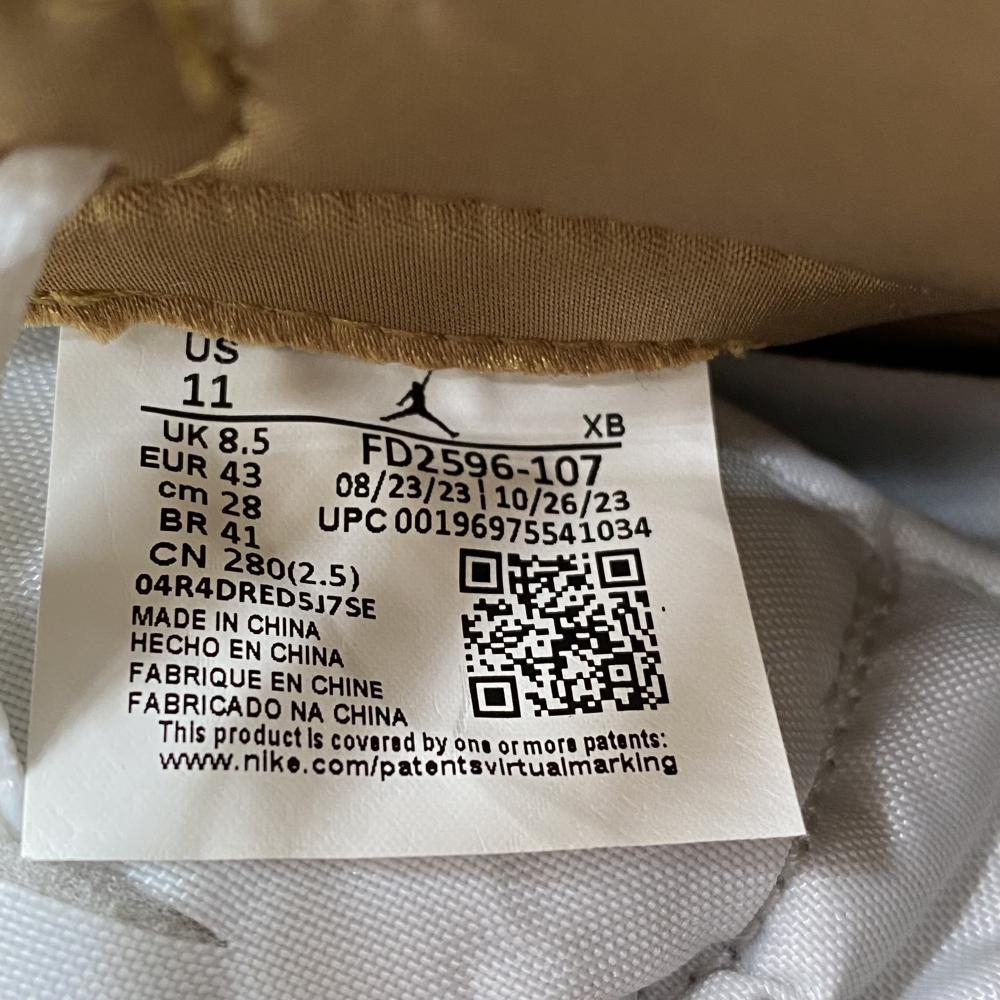 US
11
XB
UK 8.5
EUR 43
cm 28
BR 41
CN 280(2.5)
FD2596-107
08/23/23 | 10/26/23
UPC 00196975541034
04R4DRED5J7SE
MADE IN CHINA
HECHO EN CHINA
FABRIQUE EN CHINE
FABRICADO NA CHINA
This product is covered by one or more patents:
www.nike.com/patentsvirtualmarking